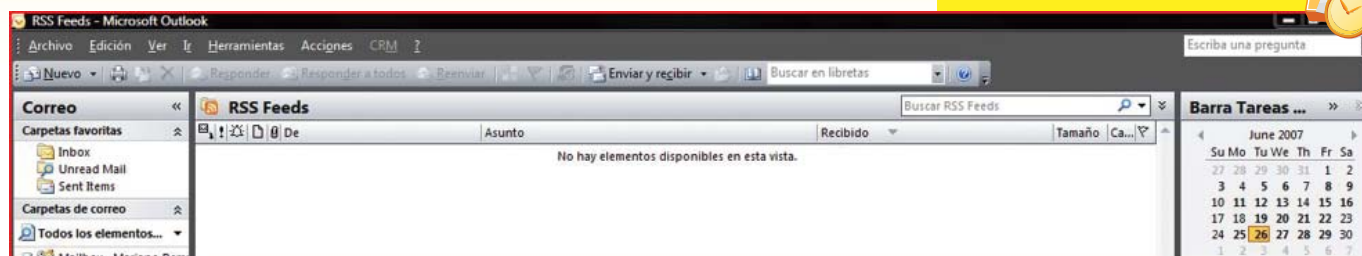 RSS Feeds - Microsoft Outlook
Archivo Edición Ver Ir Herramientas Acciones CRM ? Escriba una pregunta
Nuevo Responder Responder a todos Reenviar Enviar y recibir Buscar en libretas
Correo « RSS Feeds Buscar RSS Feeds Barra Tareas ... »
Carpetas favoritas De Asunto Recibido Tamaño Ca...
No hay elementos disponibles en esta vista.
Inbox
Unread Mail
Sent Items
Carpetas de correo
Todos los elementos...
Mailbox - Mariano
June 2007
Su Mo Tu We Th Fr Sa
27 28 29 30 31 1 2
3 4 5 6 7 8 9
10 11 12 13 14 15 16
17 18 19 20 21 22 23
24 25 26 27 28 29 30
1 2 3 4 5 6 7